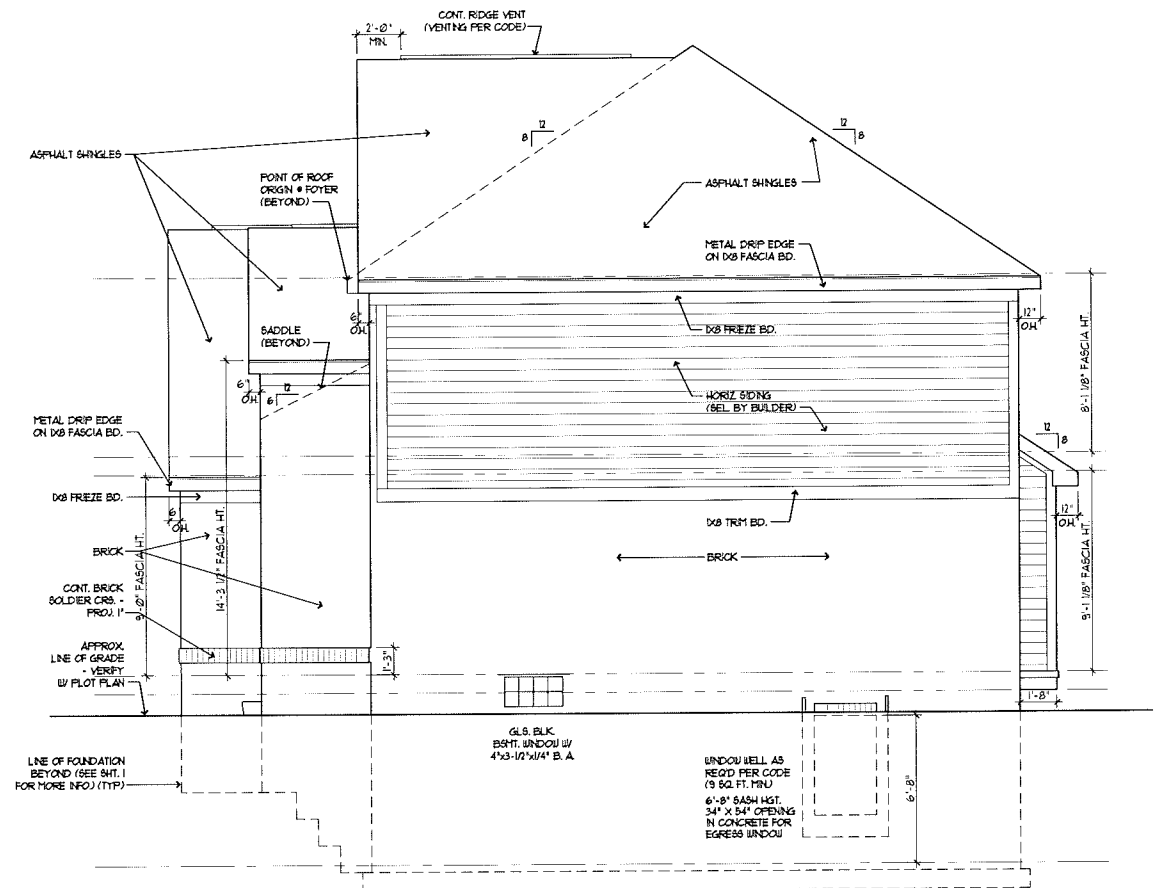 CONT. RIDGE VENT
(VENTING PER CODE)
2'-0"
MIN.
12
8
12
8
ASPHALT SHINGLES
POINT OF ROOF
ORIGIN @ FOYER
(BEYOND)
ASPHALT SHINGLES
METAL DRIP EDGE
ON 1X8 FASCIA BD.
6"
O.H.
12"
O.H.
SADDLE
(BEYOND)
1X8 FRIEZE BD.
8'-1 1/8" FASCIA HT.
6"
O.H.
12
6
HORIZ SIDING
(SEL. BY BUILDER)
METAL DRIP EDGE
ON 1X8 FASCIA BD.
12
8
1X8 FRIEZE BD.
6"
O.H.
12"
O.H.
1X8 TRIM BD.
BRICK
BRICK
9'-0" FASCIA HT.
14'-3 1/2" FASCIA HT.
9'-1 1/8" FASCIA HT.
CONT. BRICK
SOLDIER CRS. -
PROJ. 1"
1'-3"
APPROX.
LINE OF GRADE
- VERIFY
W/ PLOT PLAN
1'-8"
GLS. BLK.
BSMT. WINDOW W/
4"x3-1/2"x1/4" B. A.
LINE OF FOUNDATION
BEYOND (SEE SHT. 1
FOR MORE INFO.) (TYP)
WINDOW WELL AS
REQ'D PER CODE
(9 SQ. FT. MIN.)
6'-8" SASH HGT.
34" X 54" OPENING
IN CONCRETE FOR
EGRESS WINDOW
6'-8"